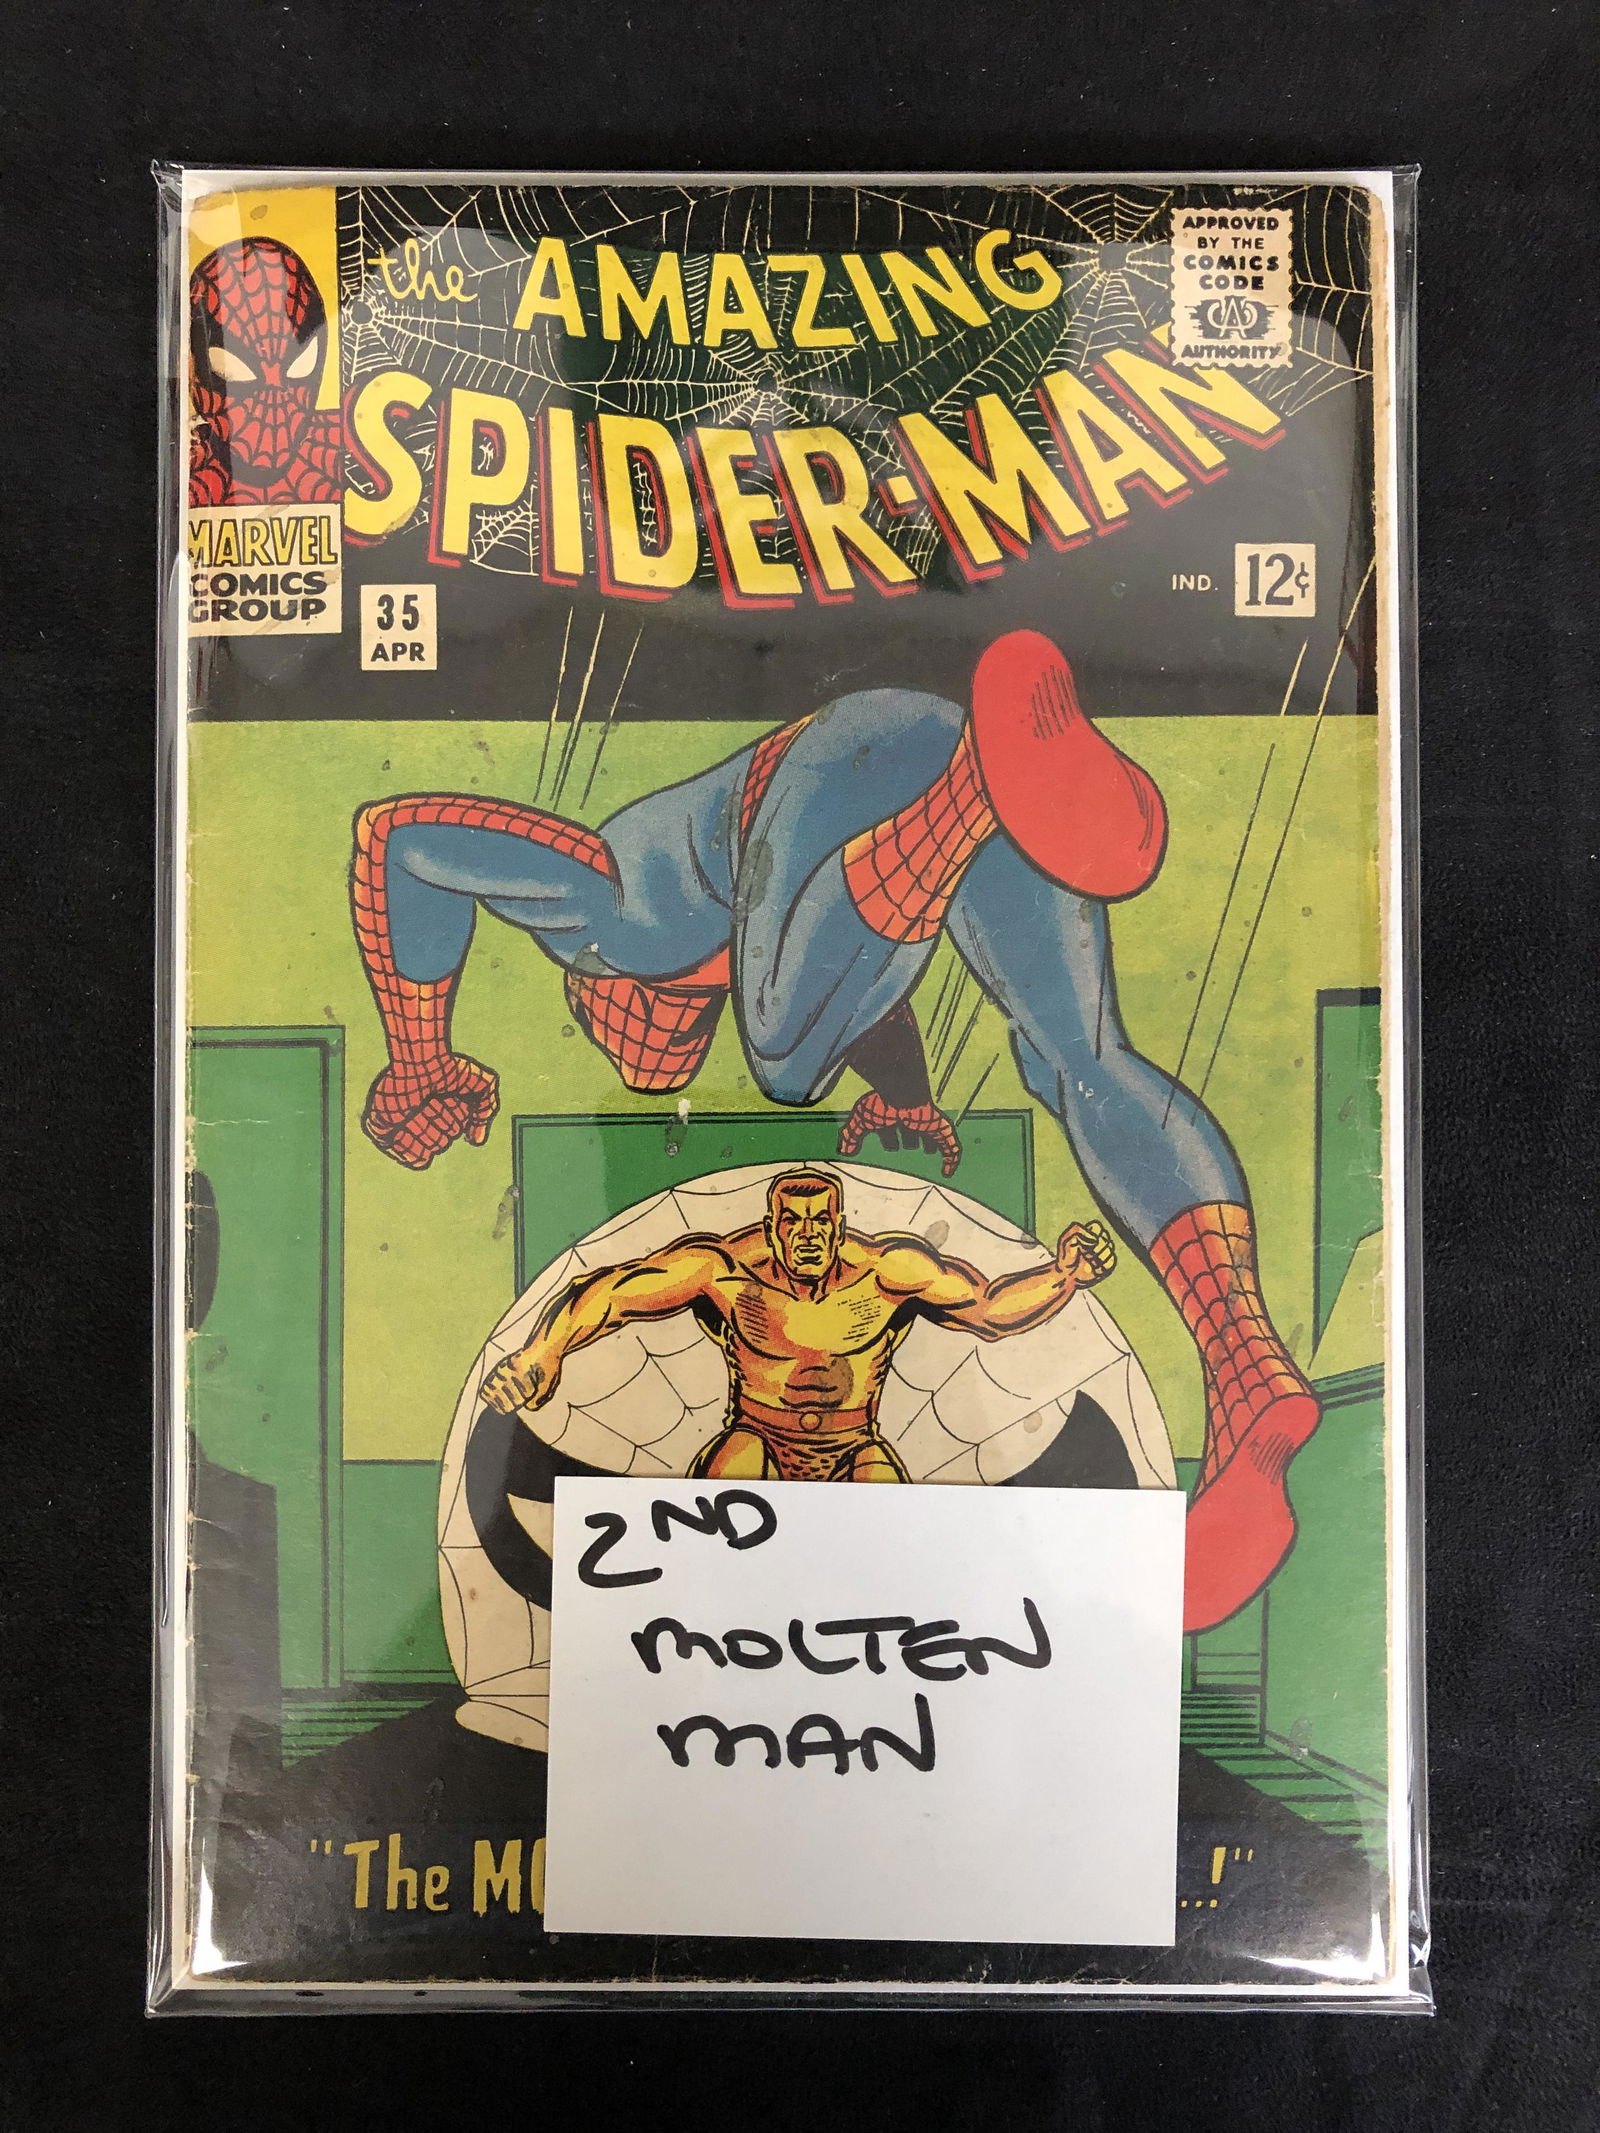 the AMAZING
SPIDER-MAN
APPROVED
BY THE
COMICS
CODE
CA
AUTHORITY
MARVEL
COMICS
GROUP
35
APR
IND. 12¢
2ND
MOLTEN
MAN
"The ...!"